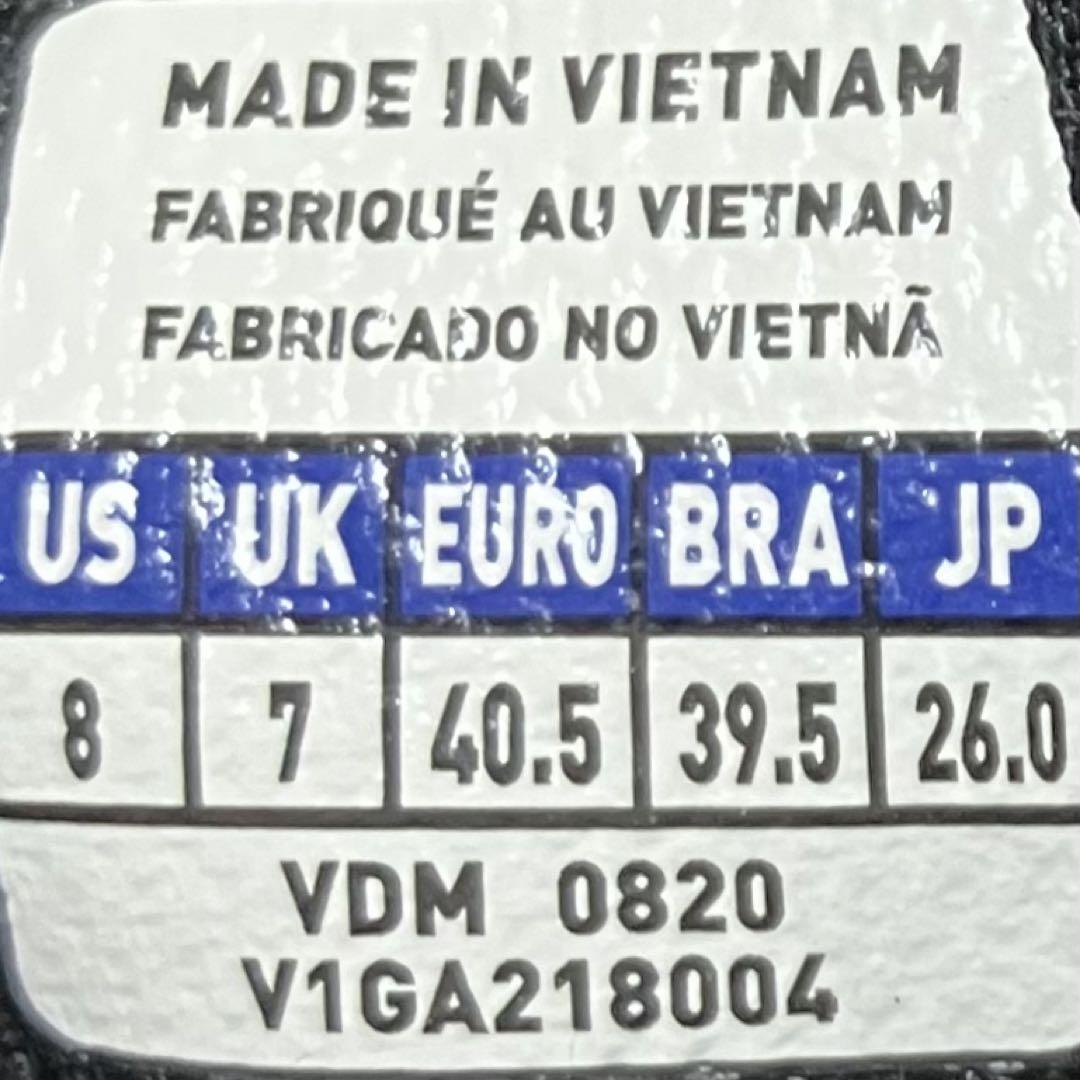 MADE IN VIETNAM
FABRIQUÉ AU VIETNAM
FABRICADO NO VIETNÃ
US UK EURO BRA JP
8 7 40.5 39.5 26.0
VDM 0820
V1GA218004